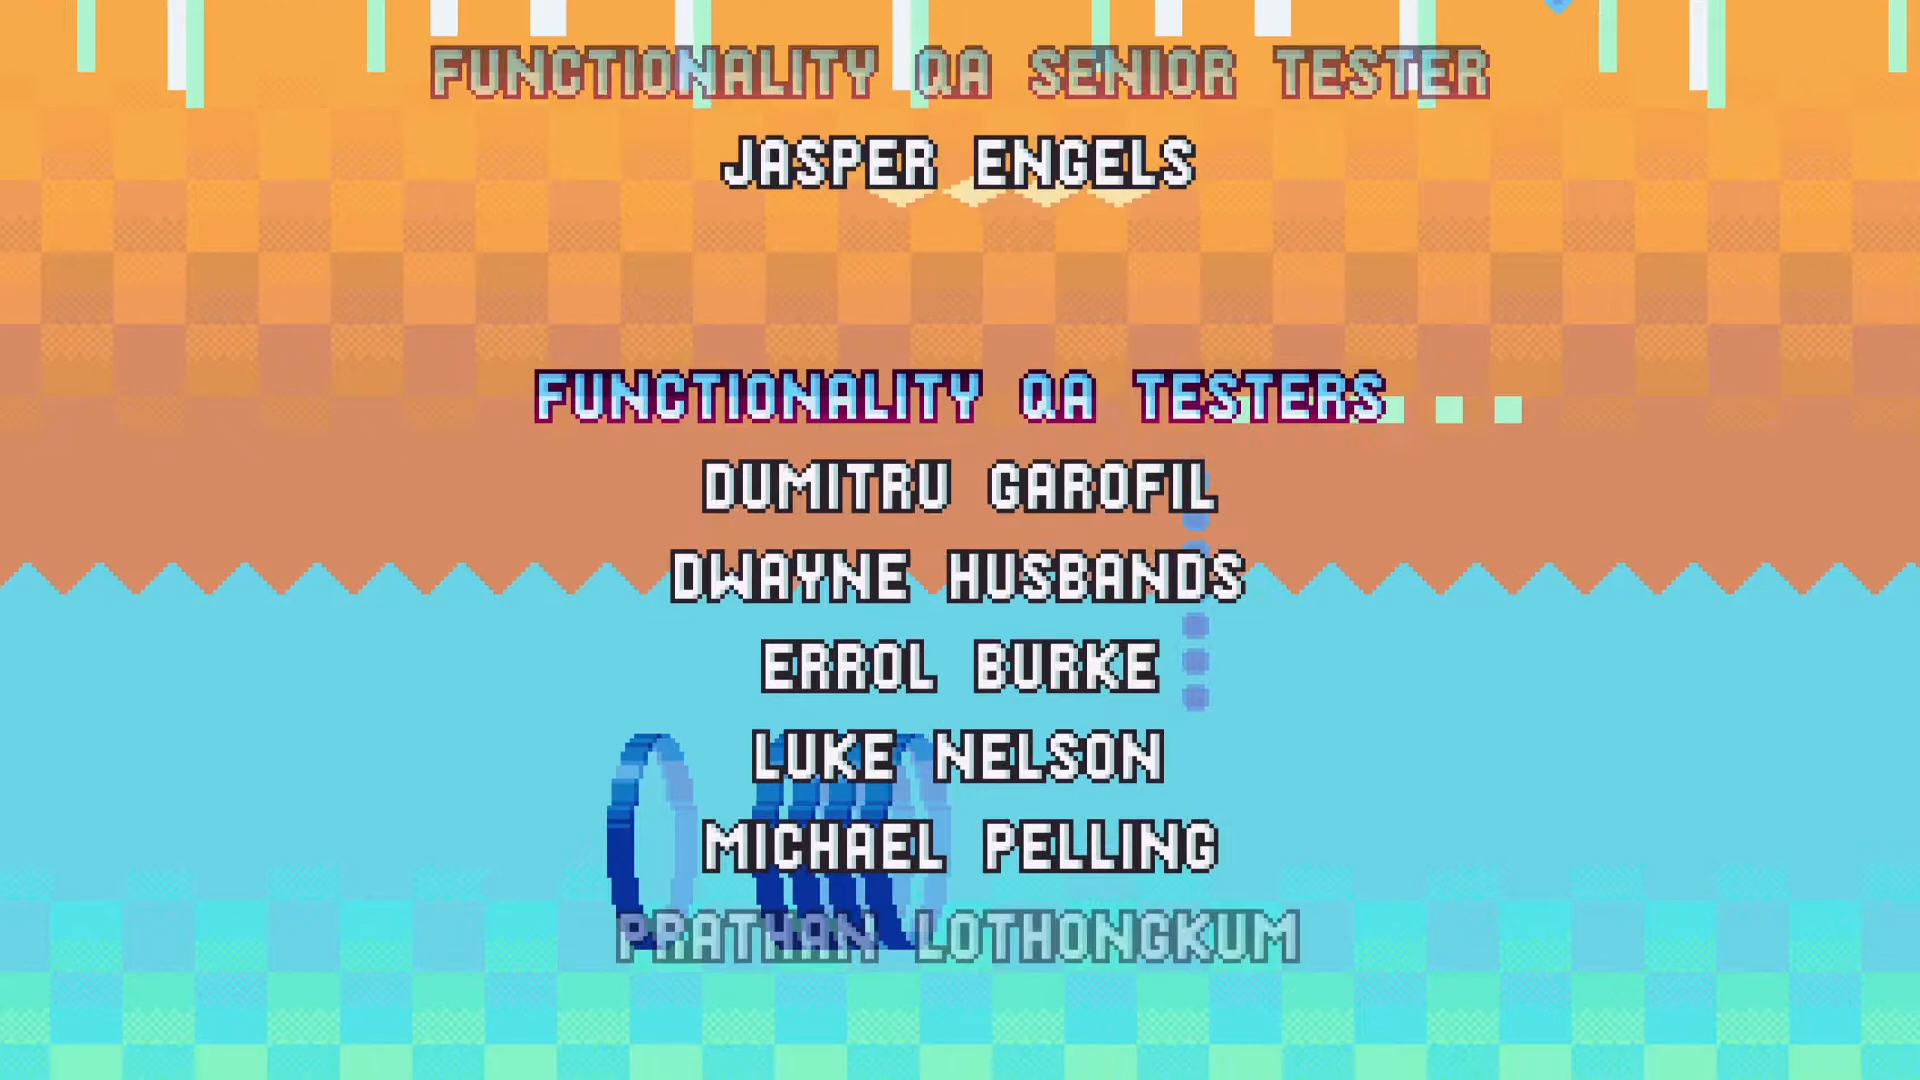 FUNCTIONALITY QA SENIOR TESTER
JASPER ENGELS
FUNCTIONALITY QA TESTERS
DUMITRU GAROFIL
DWAYNE HUSBANDS
ERROL BURKE
LUKE NELSON
MICHAEL PELLING
PRATHAN LOTHONGKUM